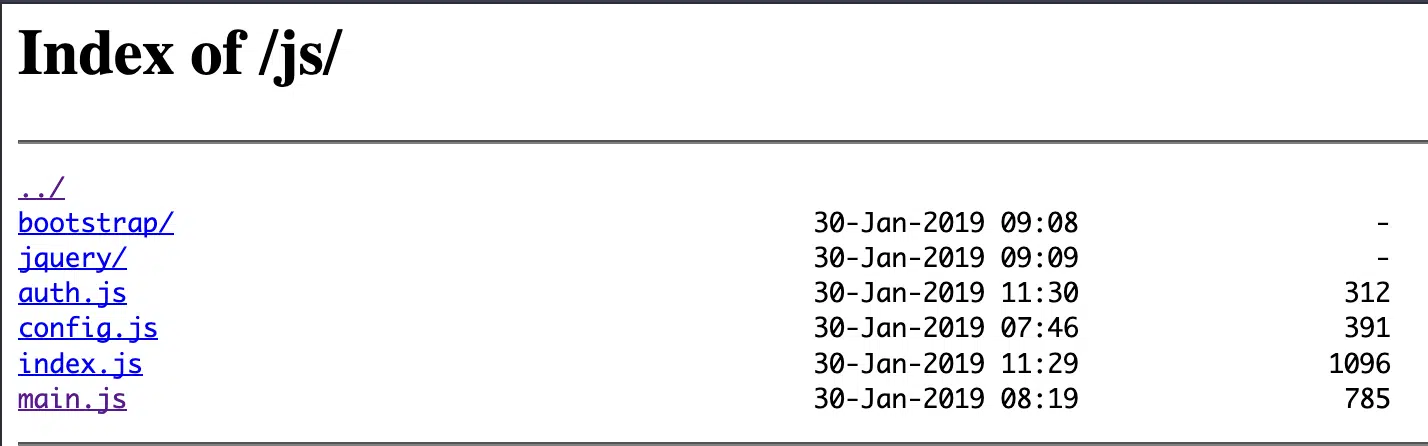 Index of /js/
../
bootstrap/ 30-Jan-2019 09:08 -
jquery/ 30-Jan-2019 09:09 -
auth.js 30-Jan-2019 11:30 312
config.js 30-Jan-2019 07:46 391
index.js 30-Jan-2019 11:29 1096
main.js 30-Jan-2019 08:19 785